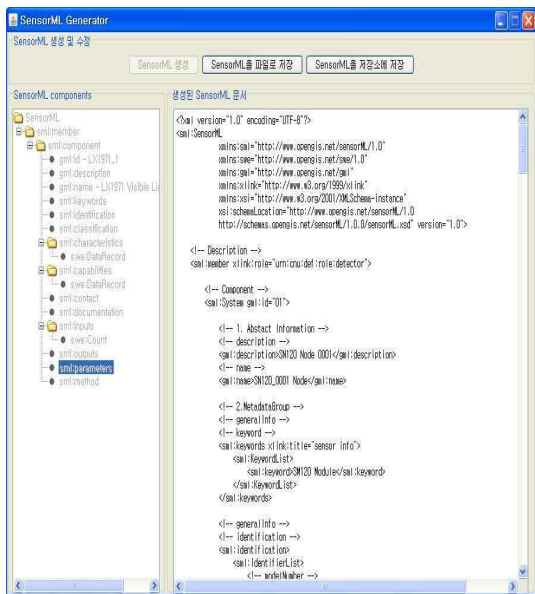 SensorML Generator
SensorML 생성 및 수정
SensorML 생성
SensorML을 파일로 저장
SensorML을 저장소에 저장
SensorML components
SensorML
sml:member
sml:component
gml:id - LX1971_1
gml:description
gml:name - LX1971 Visible Li
sml:keywords
sml:identification
sml:classification
sml:characteristics
swe:DataRecord
sml:capabilities
swe:DataRecord
sml:contact
sml:documentation
sml:inputs
swe:Count
sml:outputs
sml:parameters
sml:method
생성된 SensorML 문서
<?xml version="1.0" encoding="UTF-8"?>
<sml:SensorML
xmlns:sml="http://www.opengis.net/sensorML/1.0"
xmlns:swe="http://www.opengis.net/swe/1.0"
xmlns:gml="http://www.opengis.net/gml"
xmlns:xlink="http://www.w3.org/1999/xlink"
xmlns:xsi="http://www.w3.org/2001/XMLSchema-instance"
xsi:schemaLocation="http://www.opengis.net/sensorML/1.0
http://schemas.opengis.net/sensorML/1.0.0/sensorML.xsd" version="1.0">
<!-- Description -->
<sml:member xlink:role="urn:cnu:def:role:detector">
<!-- Component -->
<sml:System gml:id="01">
<!-- 1. Abstact Information -->
<!-- description -->
<gml:description>SN120 Node 0001</gml:description>
<!-- name -->
<gml:name>SN120_0001 Node</gml:name>
<!-- 2.MetadataGroup -->
<!-- generalInfo -->
<!-- keyword -->
<sml:keywords xlink:title="sensor info">
<sml:KeywordList>
<sml:keyword>SM120 Module</sml:keyword>
</sml:KeywordList>
</sml:keywords>
<!-- generalInfo -->
<!-- identification -->
<sml:identification>
<sml:IdentifierList>
<!-- modelNumber -->